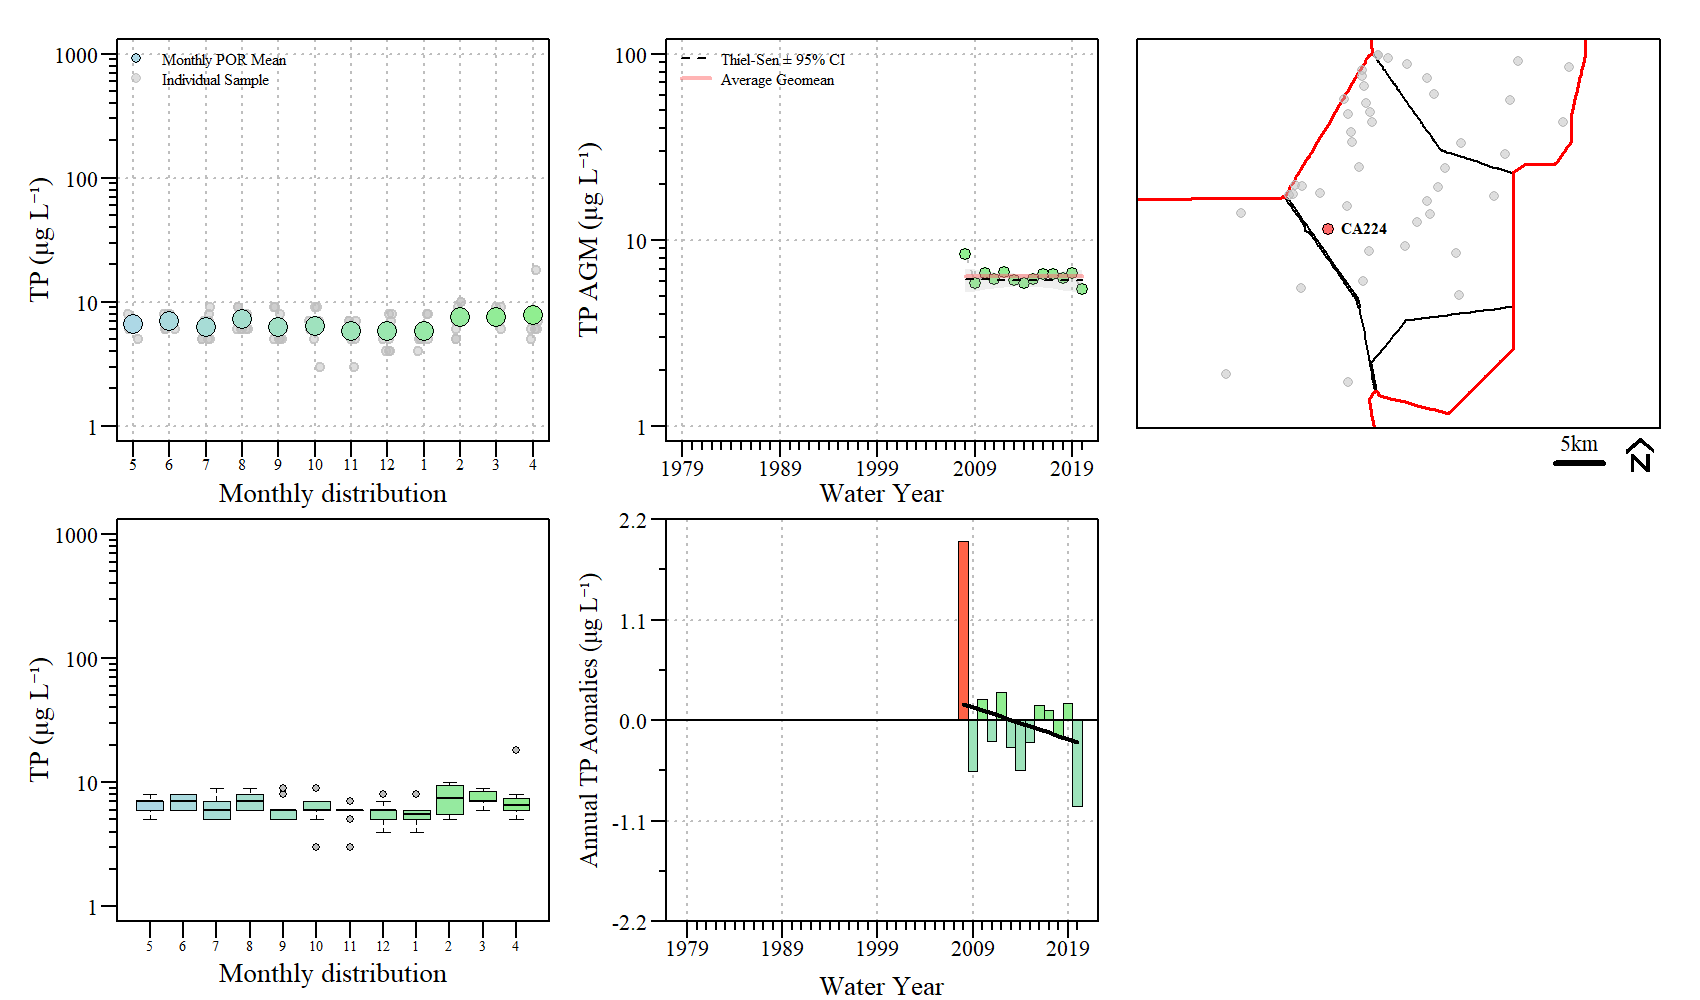 Monthly POR Mean
Individual Sample
1000
100
10
1
TP (µg L⁻¹)
5 6 7 8 9 10 11 12 1 2 3 4
Monthly distribution
Thiel-Sen ± 95% CI
Average Geomean
100
10
1
TP AGM (µg L⁻¹)
1979 1989 1999 2009 2019
Water Year
CA224
5km
N
1000
100
10
1
TP (µg L⁻¹)
5 6 7 8 9 10 11 12 1 2 3 4
Monthly distribution
2.2
1.1
0.0
-1.1
-2.2
Annual TP Aomalies (µg L⁻¹)
1979 1989 1999 2009 2019
Water Year